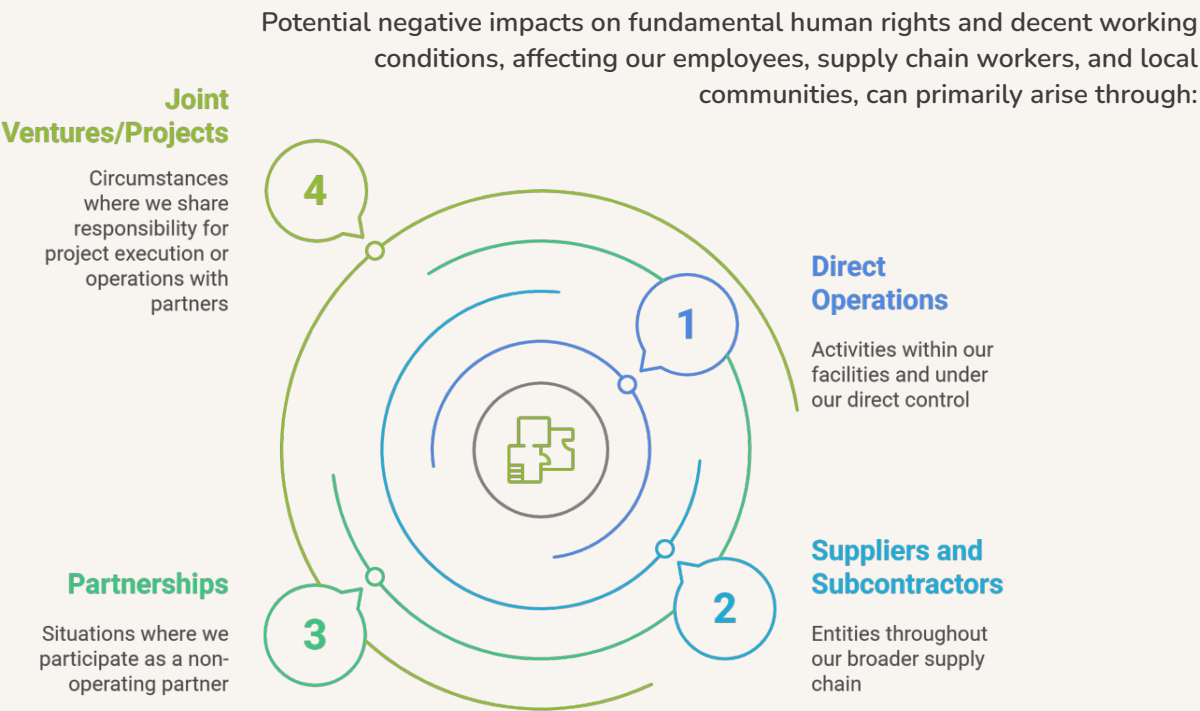 Potential negative impacts on fundamental human rights and decent working
conditions, affecting our employees, supply chain workers, and local
communities, can primarily arise through:
1
Direct
Operations
Activities within our
facilities and under
our direct control
2
Suppliers and
Subcontractors
Entities throughout
our broader supply
chain
3
Partnerships
Situations where we
participate as a non-
operating partner
4
Joint
Ventures/Projects
Circumstances
where we share
responsibility for
project execution or
operations with
partners